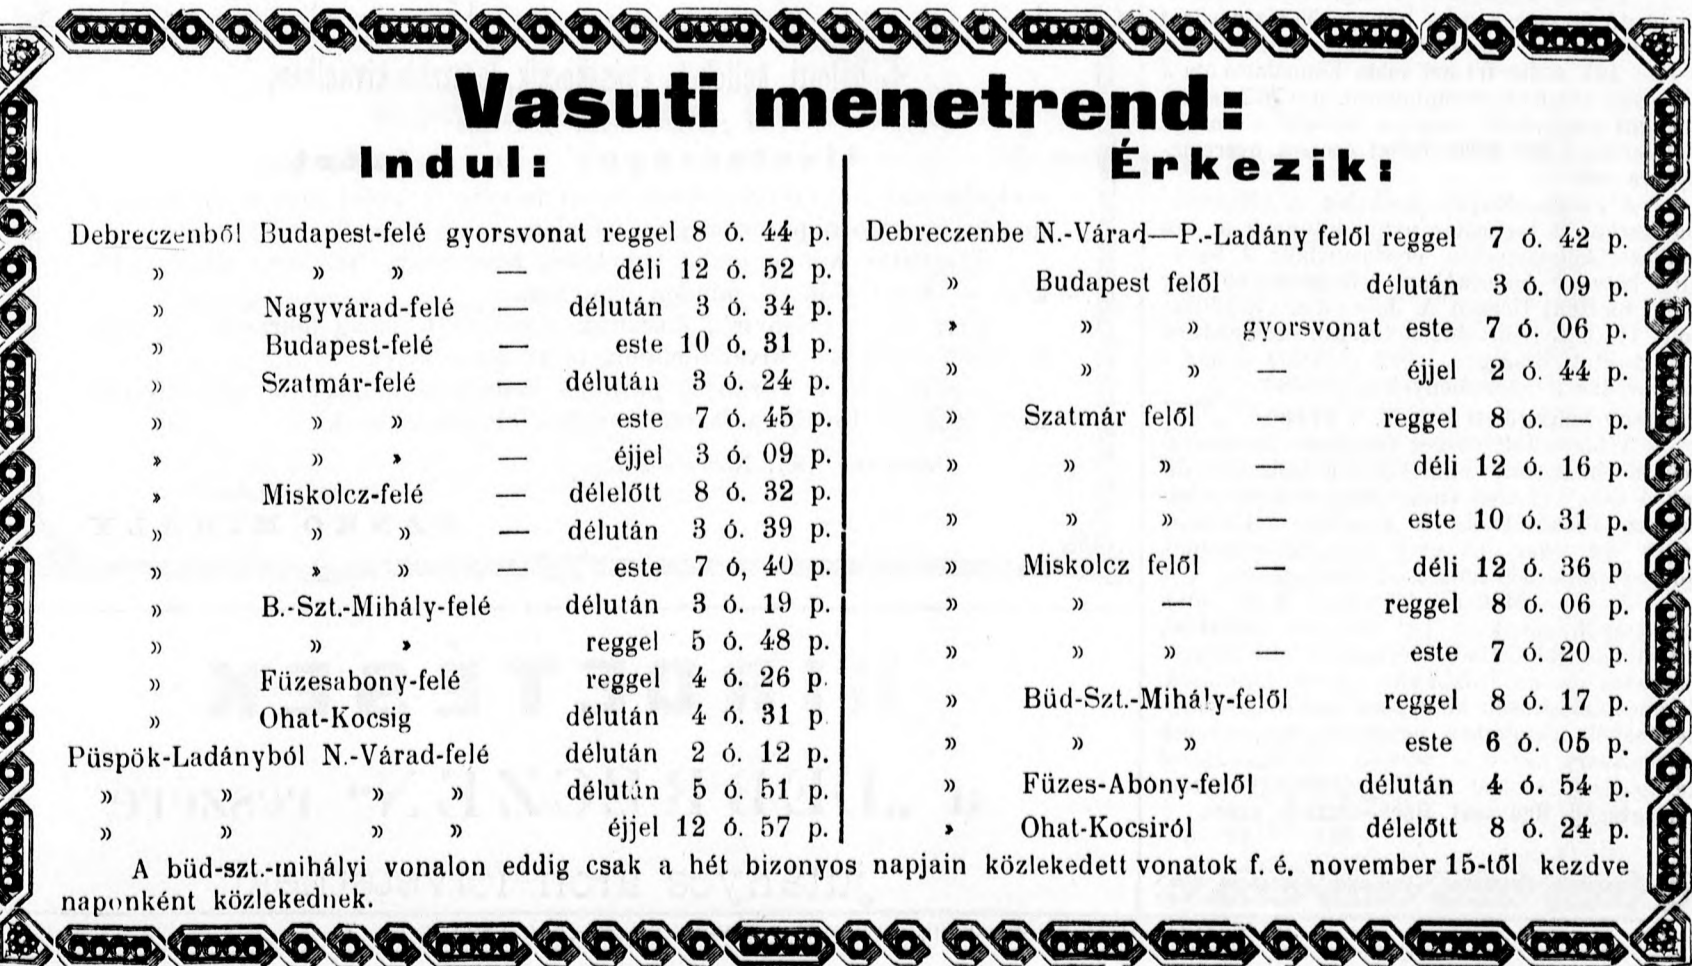 Vasuti menetrend:
Indul:
Debreczenből Budapest-felé gyorsvonat reggel 8 ó. 44 p.
» » » — déli 12 ó. 52 p.
» Nagyvárad-felé — délután 3 ó. 34 p.
» Budapest-felé — este 10 ó, 31 p.
» Szatmár-felé — délután 3 ó. 24 p.
» » » — este 7 ó. 45 p.
» » » — éjjel 3 ó. 09 p.
» Miskolcz-felé — délelőtt 8 ó. 32 p.
» » » — délután 3 ó. 39 p.
» » » — este 7 ó, 40 p.
» B.-Szt.-Mihály-felé délután 3 ó. 19 p.
» » » reggel 5 ó. 48 p.
» Füzesabony-felé reggel 4 ó. 26 p.
» Ohat-Kocsig délután 4 ó. 31 p
Püspök-Ladányból N.-Várad-felé délután 2 ó. 12 p.
» » » » délután 5 ó. 51 p.
» » » » éjjel 12 ó. 57 p.
Érkezik:
Debreczenbe N.-Várad—P.-Ladány felől reggel 7 ó. 42 p.
» Budapest felől délután 3 ó. 09 p.
» » » gyorsvonat este 7 ó. 06 p.
» » » — éjjel 2 ó. 44 p.
» Szatmár felől reggel 8 ó. — p.
» » » déli 12 ó. 16 p.
» » » — este 10 ó. 31 p.
» Miskolcz felől — déli 12 ó. 36 p
» » — reggel 8 ó. 06 p.
» » » — este 7 ó. 20 p.
» Büd-Szt.-Mihály-felől reggel 8 ó. 17 p.
» » » este 6 ó. 05 p.
» Füzes-Abony-felől délután 4 ó. 54 p.
» Ohat-Kocsiról délelőtt 8 ó. 24 p.
A büd-szt.-mihályi vonalon eddig csak a hét bizonyos napjain közlekedett vonatok f. é. november 15-től kezdve
naponként közlekednek.